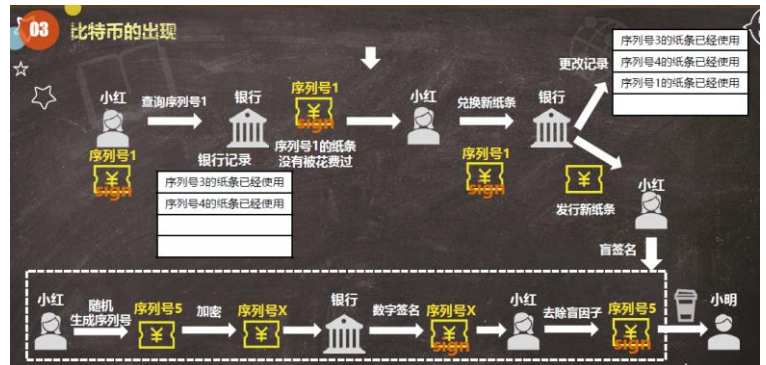 03 比特币的出现
小红
序列号1
¥
sign
查询序列号1
银行
银行记录
序列号3的纸条已经使用
序列号4的纸条已经使用
序列号1
¥
sign
序列号1的纸条
没有被花费过
小红
兑换新纸条
序列号1
¥
sign
银行
更改记录
序列号3的纸条已经使用
序列号4的纸条已经使用
序列号1的纸条已经使用
¥
发行新纸条
小红
盲签名
小红
随机
生成序列号
序列号5
¥
加密
序列号X
¥
银行
数字签名
序列号X
¥
sign
小红
去除盲因子
序列号5
¥
sign
小明